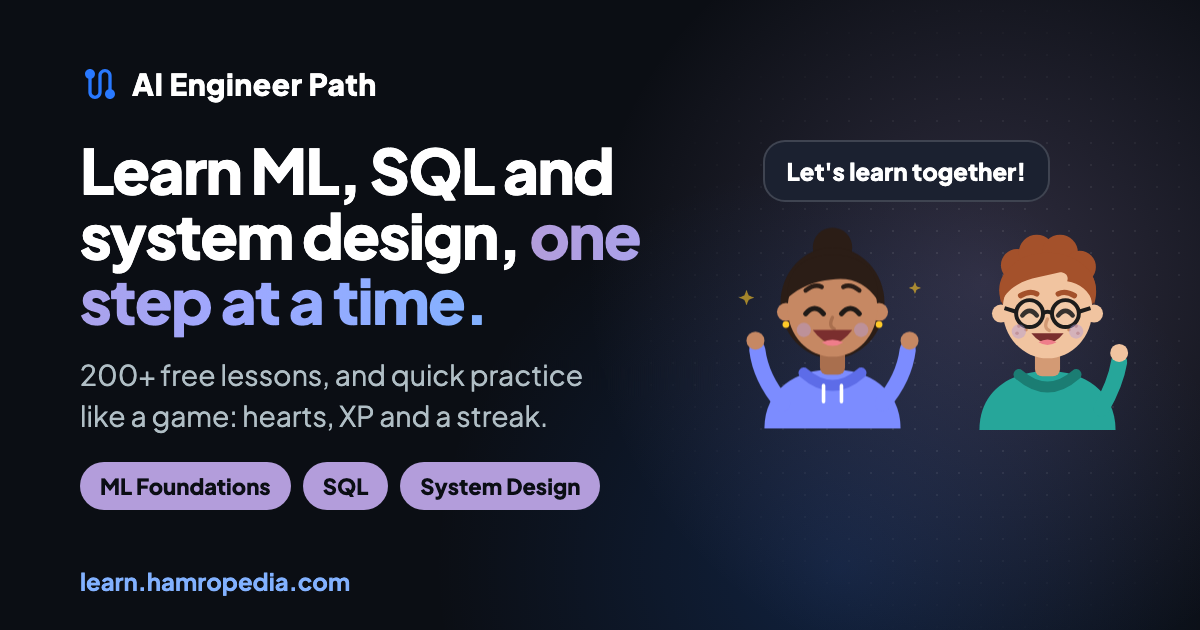 AI Engineer Path
Learn ML, SQL and
system design, one
step at a time.
200+ free lessons, and quick practice
like a game: hearts, XP and a streak.
ML Foundations
SQL
System Design
learn.hamropedia.com
Let's learn together!